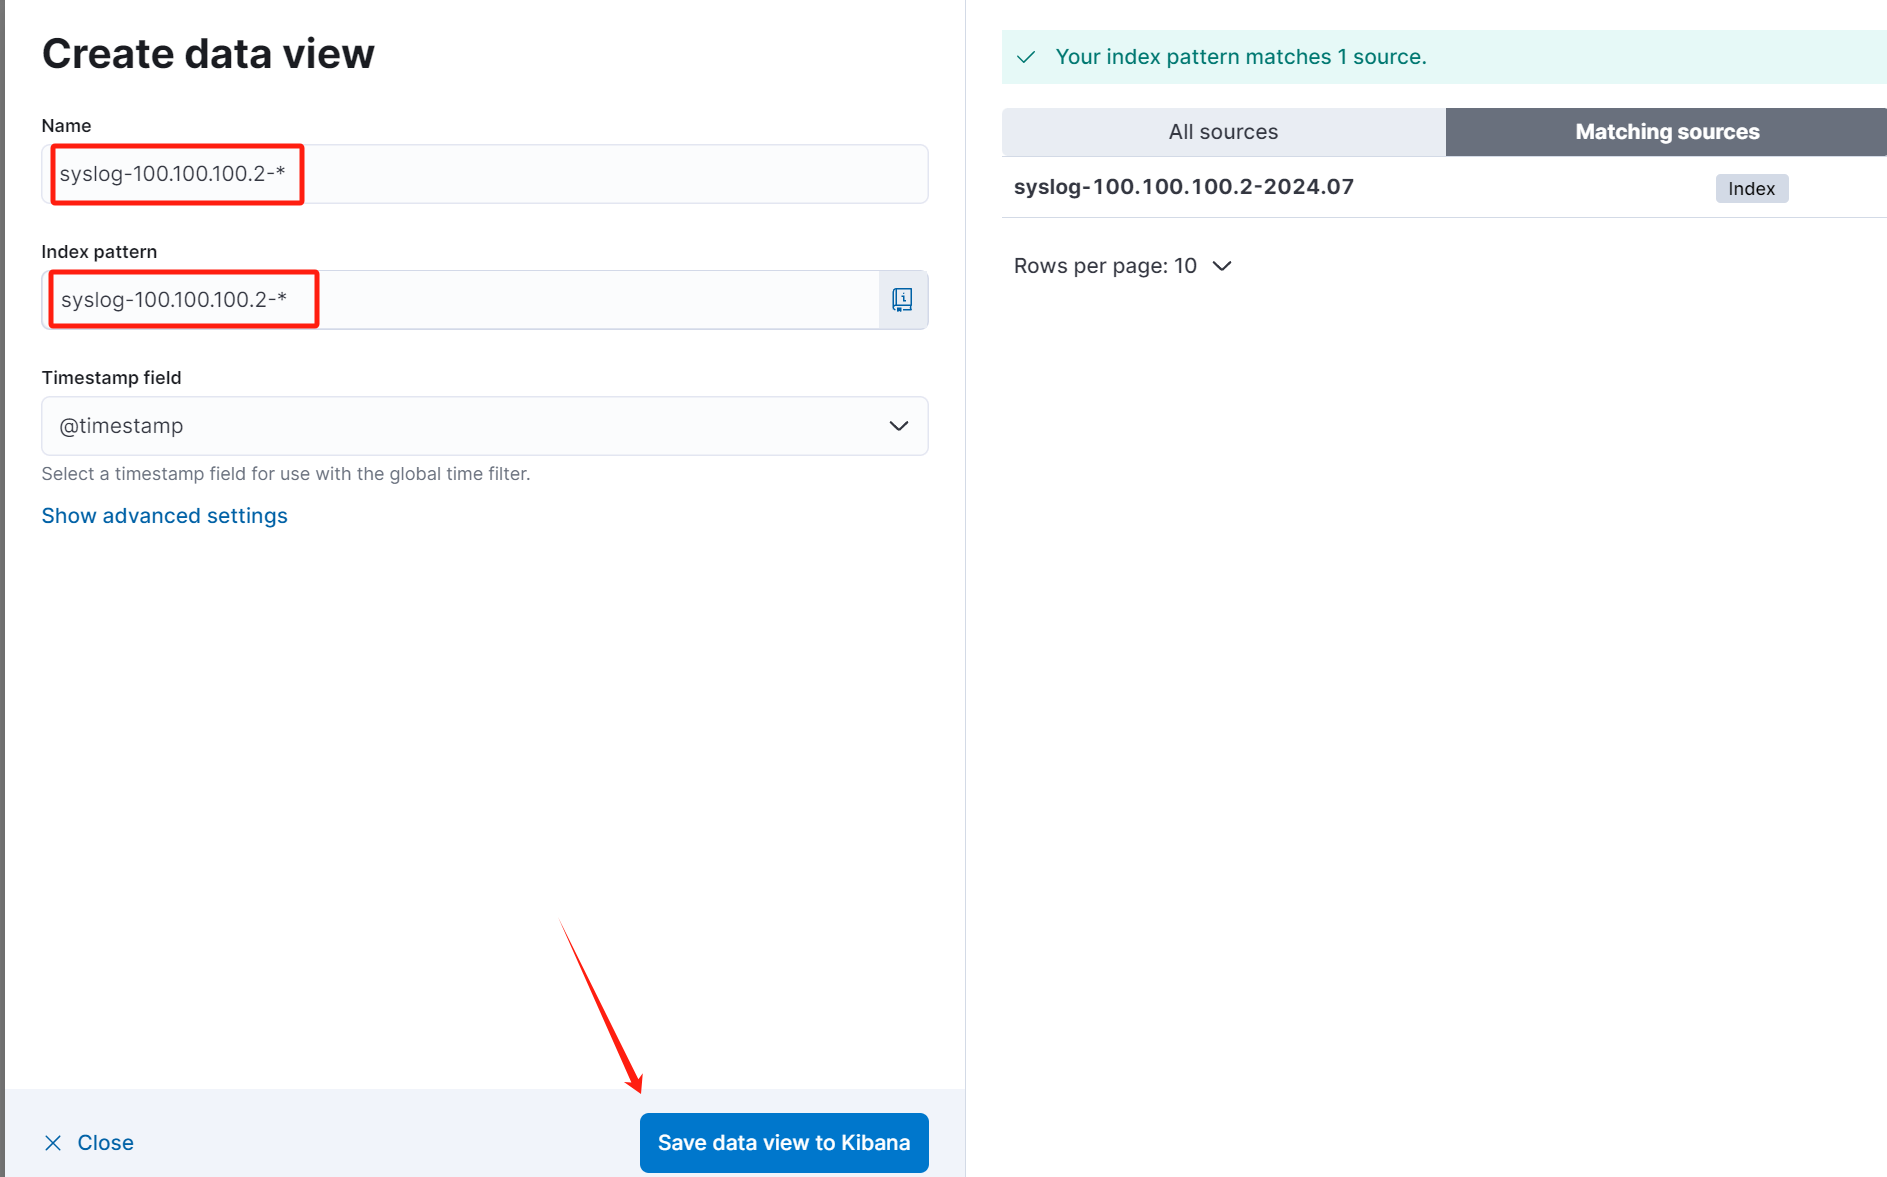 Create data view
Name
syslog-100.100.100.2-*
Index pattern
syslog-100.100.100.2-*
Timestamp field
@timestamp
Select a timestamp field for use with the global time filter.
Show advanced settings
Close
Save data view to Kibana
Your index pattern matches 1 source.
All sources
Matching sources
syslog-100.100.100.2-2024.07
Index
Rows per page: 10